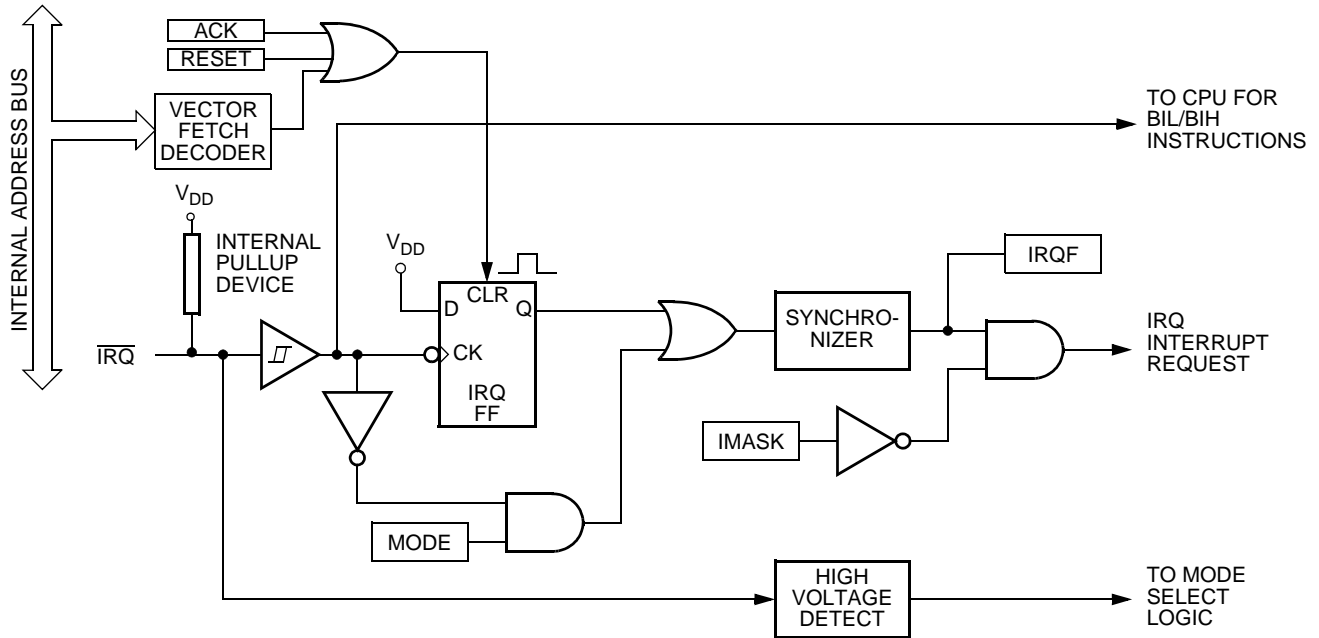 INTERNAL ADDRESS BUS
ACK
RESET
VECTOR
FETCH
DECODER
TO CPU FOR
BIL/BIH
INSTRUCTIONS
VDD
INTERNAL
PULLUP
DEVICE
VDD
CLR
D
Q
CK
IRQ
FF
IRQ
SYNCHRO-
NIZER
IRQF
IRQ
INTERRUPT
REQUEST
IMASK
MODE
HIGH
VOLTAGE
DETECT
TO MODE
SELECT
LOGIC